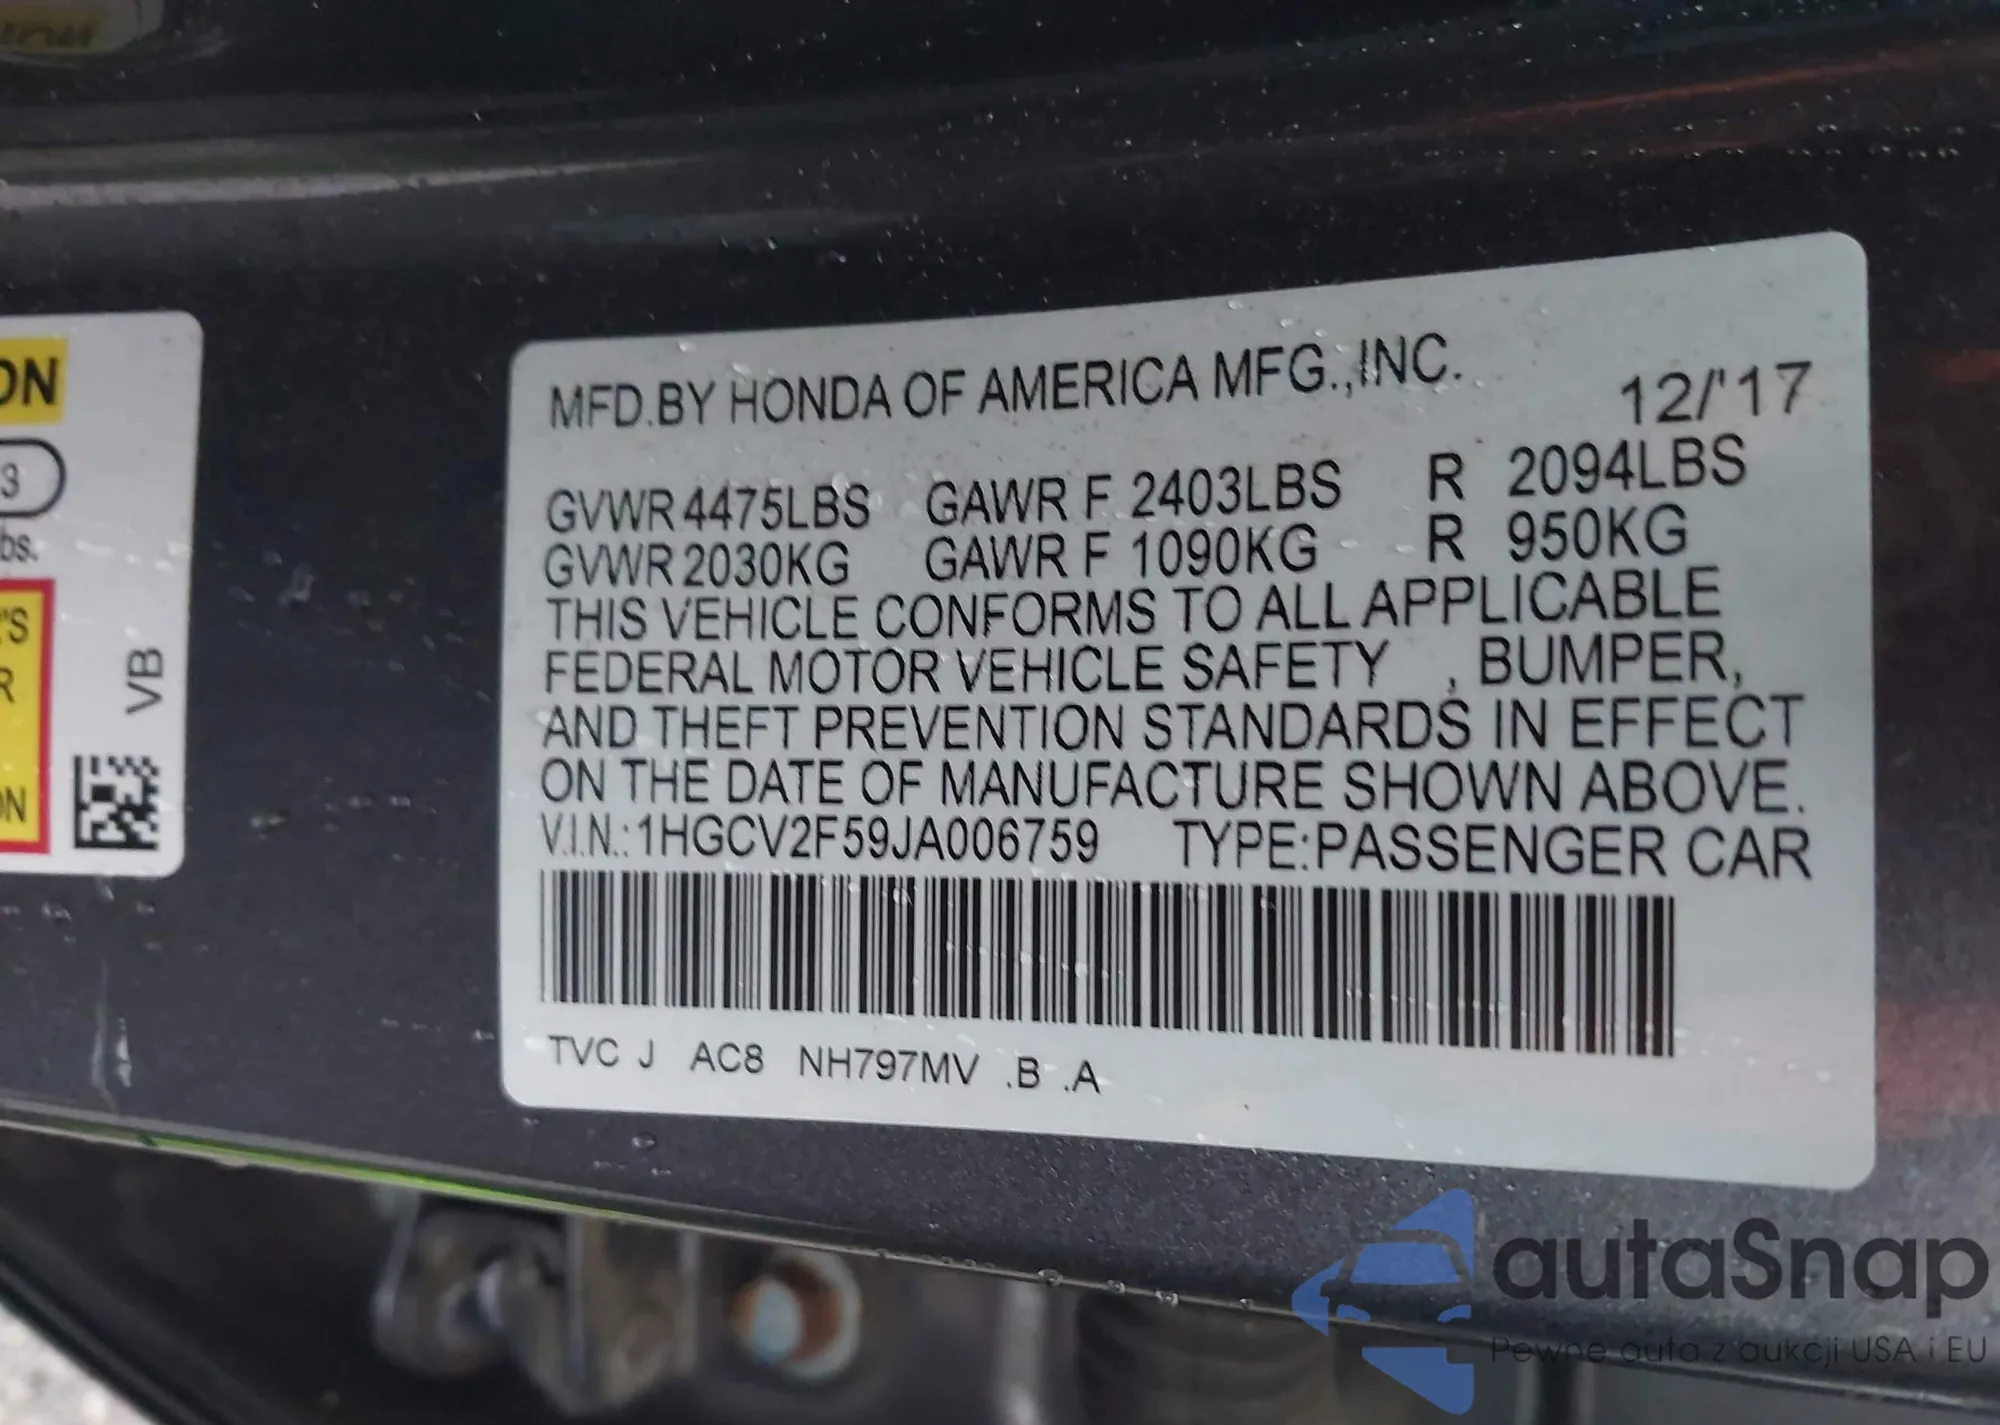 ON
3
bs.
'S
R
ON
VB
MFD.BY HONDA OF AMERICA MFG.,INC.
12/'17
GVWR 4475LBS GAWR F 2403LBS R 2094LBS
GVWR 2030KG GAWR F 1090KG R 950KG
THIS VEHICLE CONFORMS TO ALL APPLICABLE
FEDERAL MOTOR VEHICLE SAFETY , BUMPER,
AND THEFT PREVENTION STANDARDS IN EFFECT
ON THE DATE OF MANUFACTURE SHOWN ABOVE.
V.I.N.: 1HGCV2F59JA006759 TYPE:PASSENGER CAR
TVC J AC8 NH797MV .B .A
autaSnap
Pewne auta z aukcji USA i EU